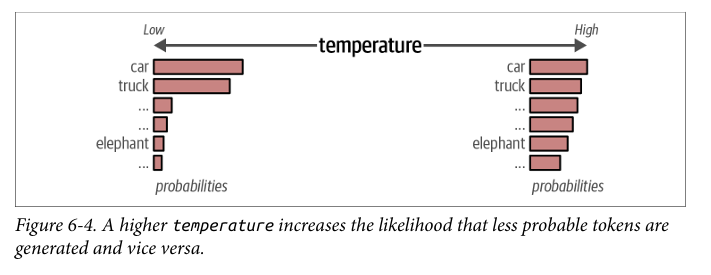 Low High
temperature
car car
truck truck
... ...
... ...
elephant elephant
... ...
probabilities probabilities
Figure 6-4. A higher temperature increases the likelihood that less probable tokens are
generated and vice versa.